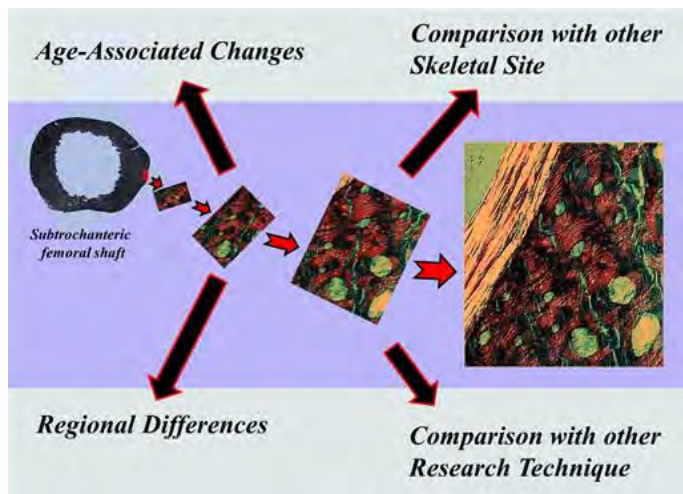 Age-Associated Changes
Comparison with other
Skeletal Site
Subtrochanteric
femoral shaft
Regional Differences
Comparison with other
Research Technique